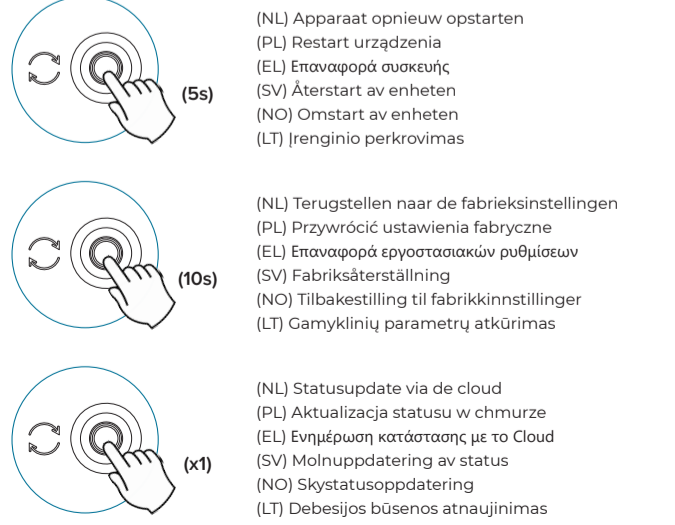 (5s)
(NL) Apparaat opnieuw opstarten
(PL) Restart urządzenia
(EL) Επαναφορά συσκευής
(SV) Återstart av enheten
(NO) Omstart av enheten
(LT) Įrenginio perkrovimas
(10s)
(NL) Terugstellen naar de fabrieksinstellingen
(PL) Przywrócić ustawienia fabryczne
(EL) Επαναφορά εργοστασιακών ρυθμίσεων
(SV) Fabriksåterställning
(NO) Tilbakestilling til fabrikkinnstillinger
(LT) Gamyklinių parametrų atkūrimas
(x1)
(NL) Statusupdate via de cloud
(PL) Aktualizacja statusu w chmurze
(EL) Ενημέρωση κατάστασης με το Cloud
(SV) Molnuppdatering av status
(NO) Skystatusoppdatering
(LT) Debesijos būsenos atnaujinimas